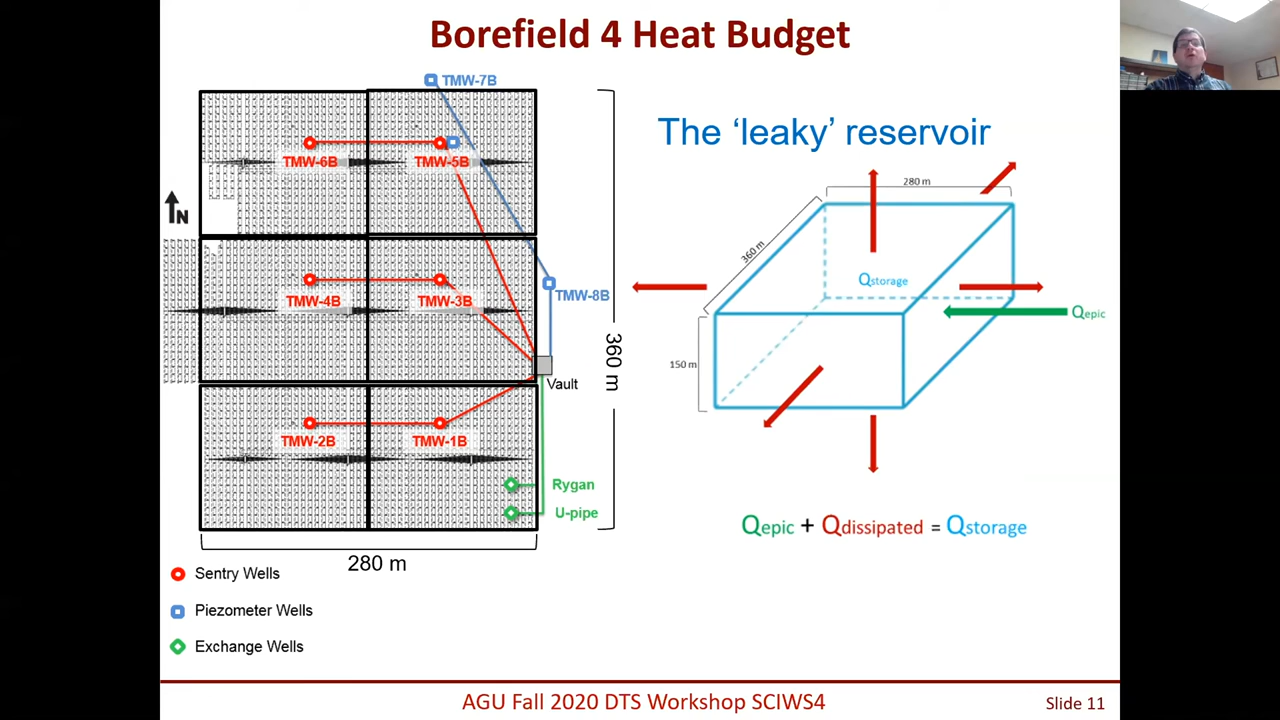 Borefield 4 Heat Budget
TMW-7B
TMW-6B
TMW-5B
N
TMW-4B
TMW-3B
TMW-8B
360 m
Vault
TMW-2B
TMW-1B
Rygan
U-pipe
280 m
Sentry Wells
Piezometer Wells
Exchange Wells
The ‘leaky’ reservoir
280 m
360 m
Qstorage
Qepic
150 m
Qepic + Qdissipated = Qstorage
AGU Fall 2020 DTS Workshop SCIWS4
Slide 11